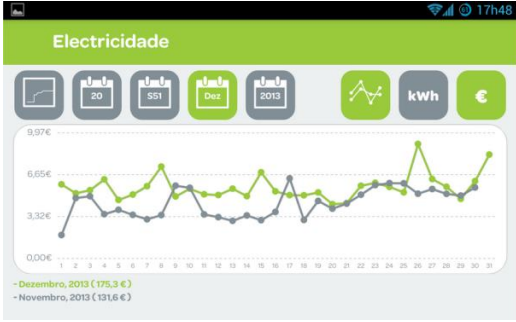 17h48
Electricidade
20 S51 Dez 2013 kWh €
9,97€
6,65€
3,32€
0,00€
1 2 3 4 5 6 7 8 9 10 11 12 13 14 15 16 17 18 19 20 21 22 23 24 25 26 27 28 29 30 31
- Dezembro, 2013 ( 175,3 € )
- Novembro, 2013 ( 131,6 € )